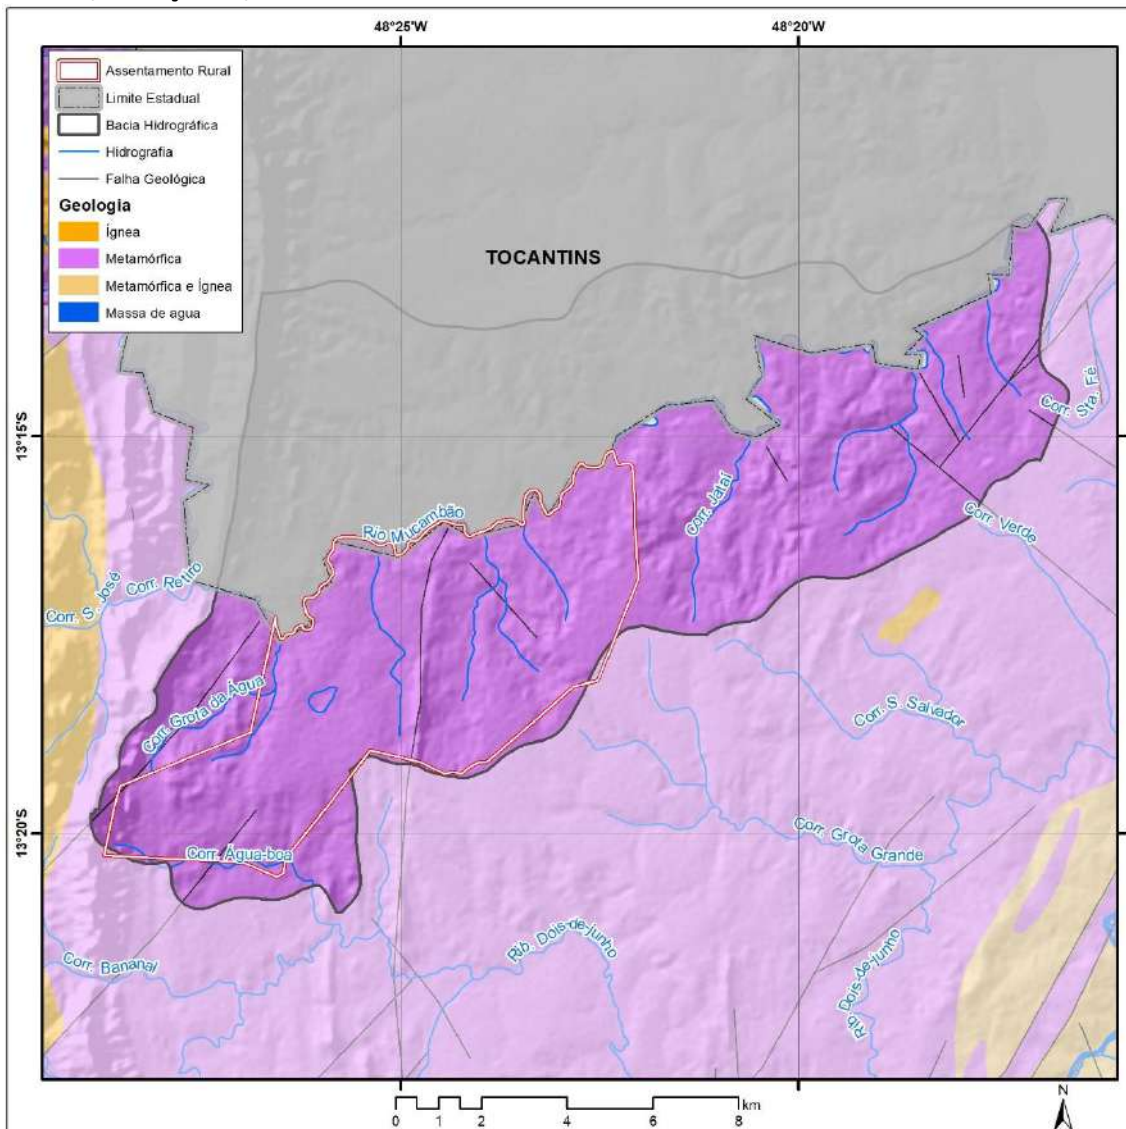 48°25'W
48°20'W
Assentamento Rural
Limite Estadual
Bacia Hidrográfica
Hidrografia
Falha Geológica
Geologia
Ígnea
Metamórfica
Metamórfica e Ígnea
Massa de agua
TOCANTINS
13°15'S
Corr. Sta. Fé
corr. Jataí
Rio Mucambão
Corr. Verde
Corr. S. José
Corr. Retiro
corr. Grota da Água
Corr. S. Salvador
13°20'S
Corr. Grota Grande
Corr. Água-boa
Corr. Bananal
Rib. Dois-de-junho
Rib Dois-de-junho
N
km
0 1 2 4 6 8